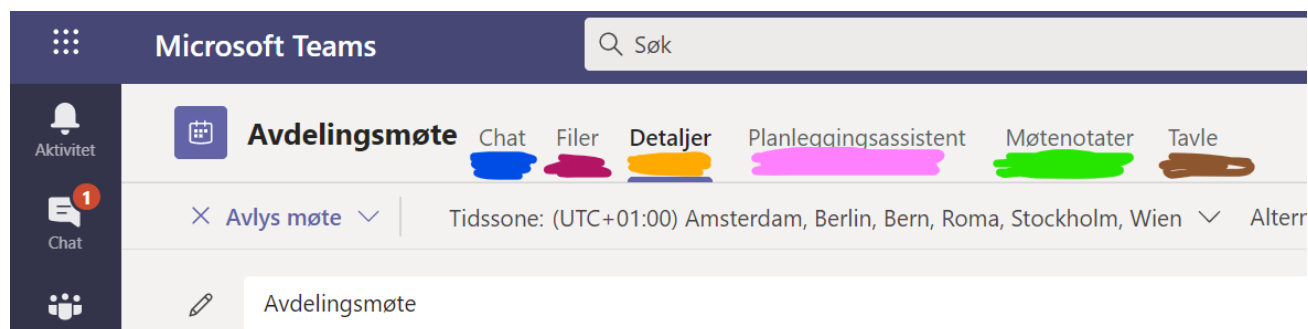 Microsoft Teams Søk
Aktivitet
Avdelingsmøte Chat Filer Detaljer Planleggingsassistent Møtenotater Tavle
1
Chat
Avlys møte Tidssone: (UTC+01:00) Amsterdam, Berlin, Bern, Roma, Stockholm, Wien Altern
Avdelingsmøte